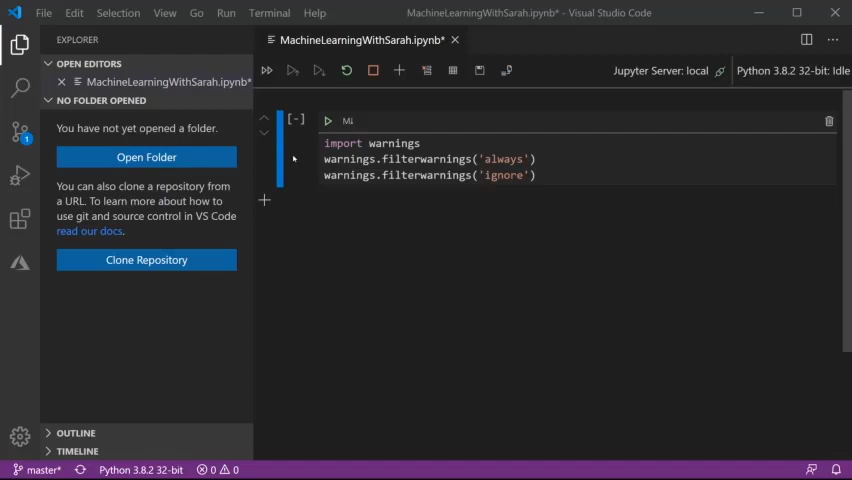 File Edit Selection View Go Run Terminal Help MachineLearningWithSarah.ipynb* - Visual Studio Code
EXPLORER
OPEN EDITORS
MachineLearningWithSarah.ipynb*
NO FOLDER OPENED
You have not yet opened a folder.
Open Folder
You can also clone a repository from
a URL. To learn more about how to
use git and source control in VS Code
read our docs.
Clone Repository
OUTLINE
TIMELINE
MachineLearningWithSarah.ipynb*
Jupyter Server: local Python 3.8.2 32-bit: Idle
[-]
M↓
import warnings
warnings.filterwarnings('always')
warnings.filterwarnings('ignore')
1
master* Python 3.8.2 32-bit 0 0